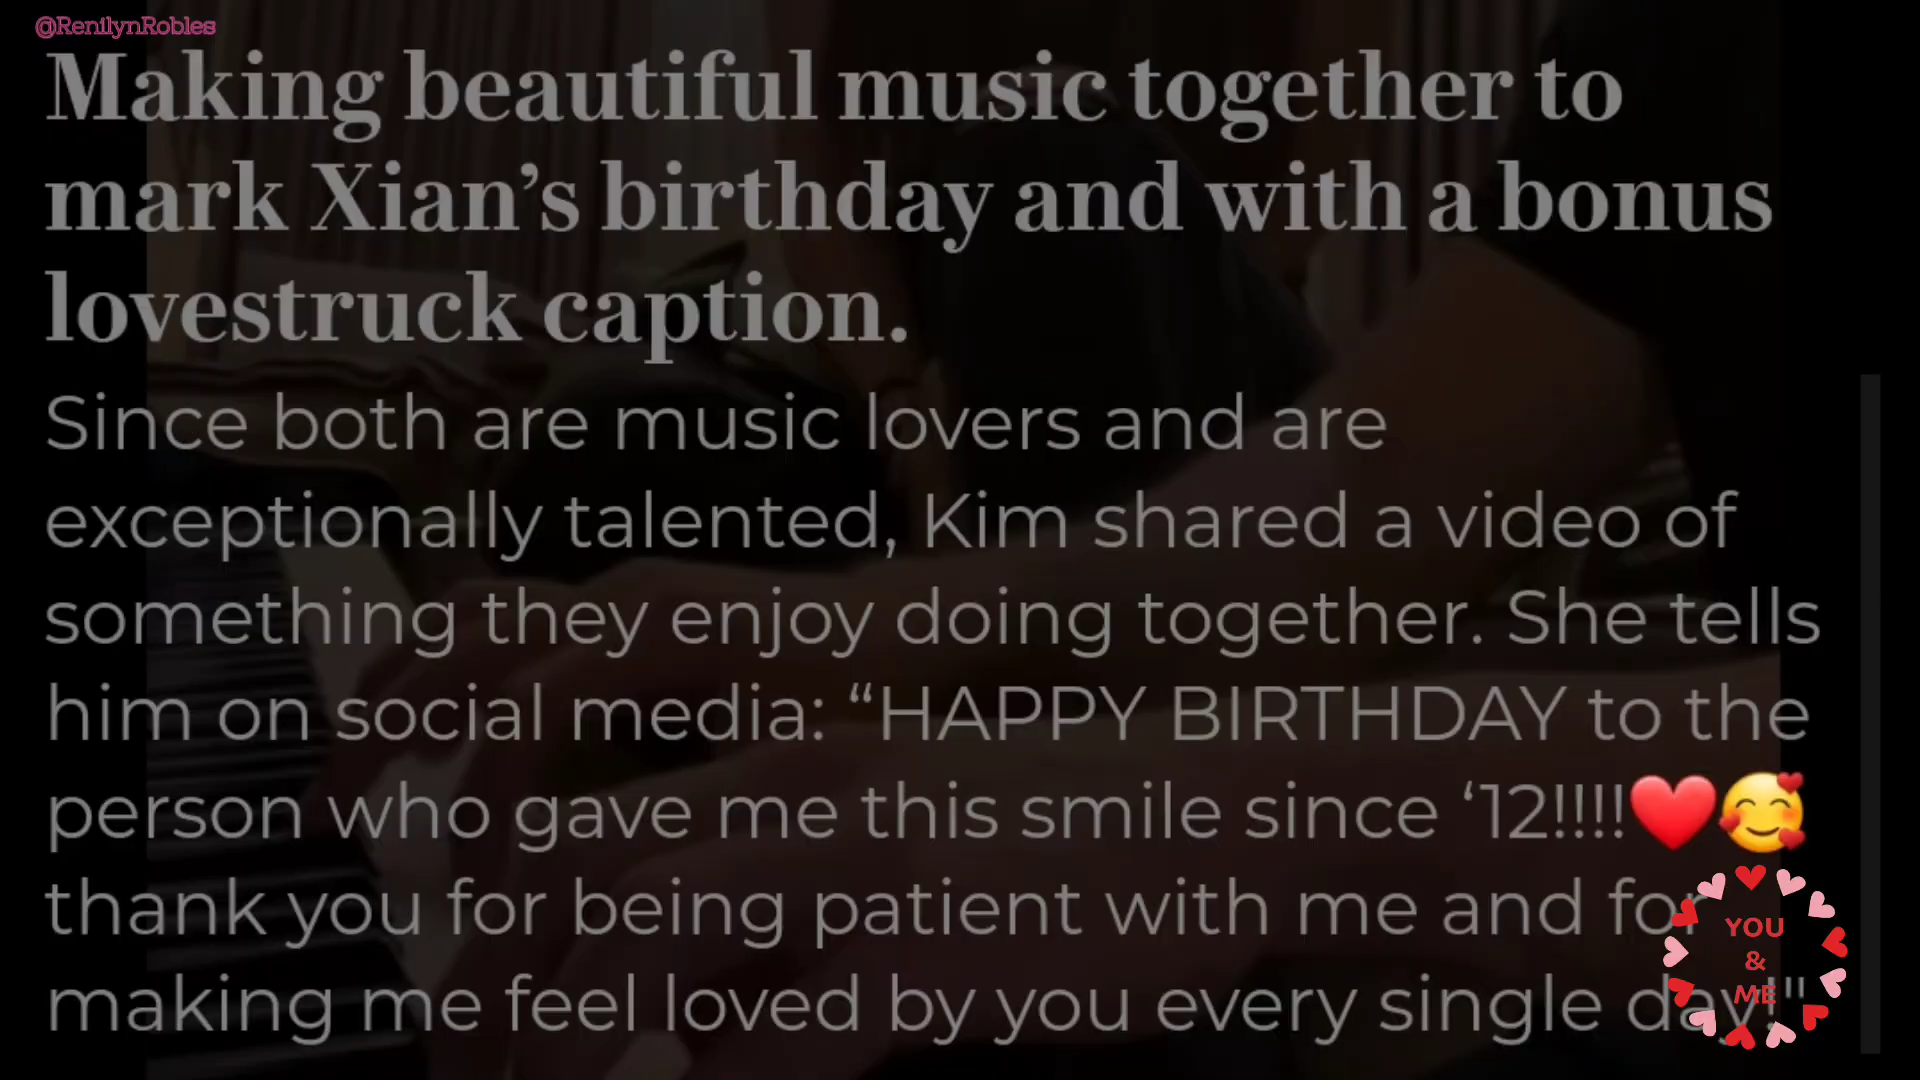 @RenilynRobles
Making beautiful music together to
mark Xian’s birthday and with a bonus
lovestruck caption.
Since both are music lovers and are
exceptionally talented, Kim shared a video of
something they enjoy doing together. She tells
him on social media: “HAPPY BIRTHDAY to the
person who gave me this smile since ‘12!!!!❤️🥰
thank you for being patient with me and for
making me feel loved by you every single day!"
YOU
&
ME